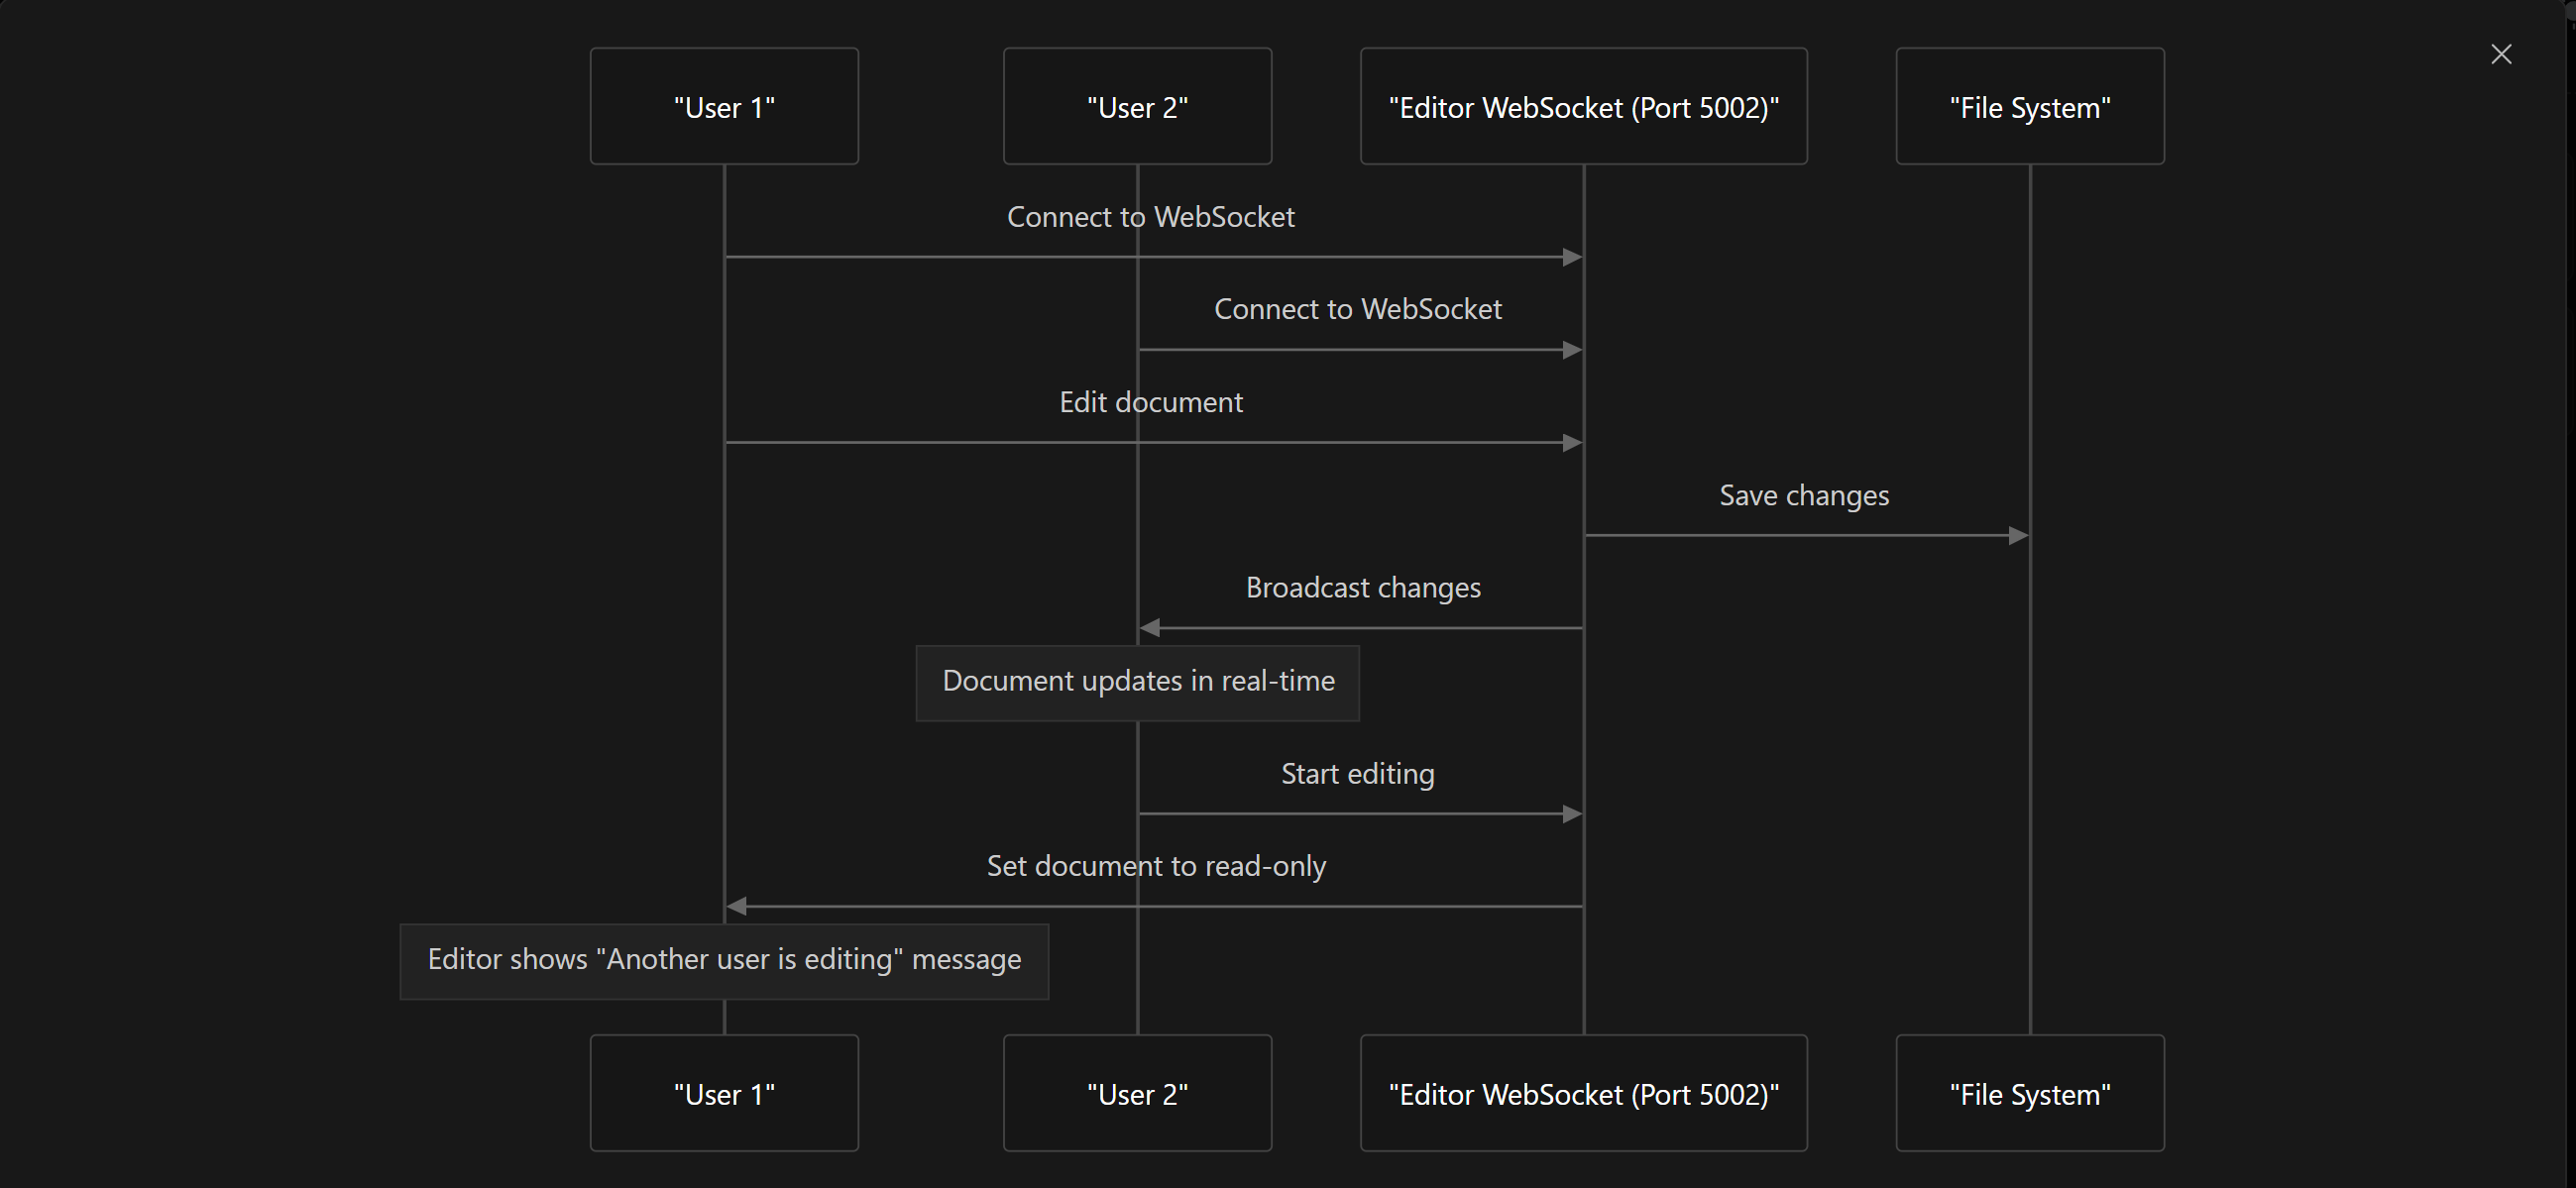 "User 1"
"User 2"
"Editor WebSocket (Port 5002)"
"File System"
Connect to WebSocket
Connect to WebSocket
Edit document
Save changes
Broadcast changes
Document updates in real-time
Start editing
Set document to read-only
Editor shows "Another user is editing" message
"User 1"
"User 2"
"Editor WebSocket (Port 5002)"
"File System"